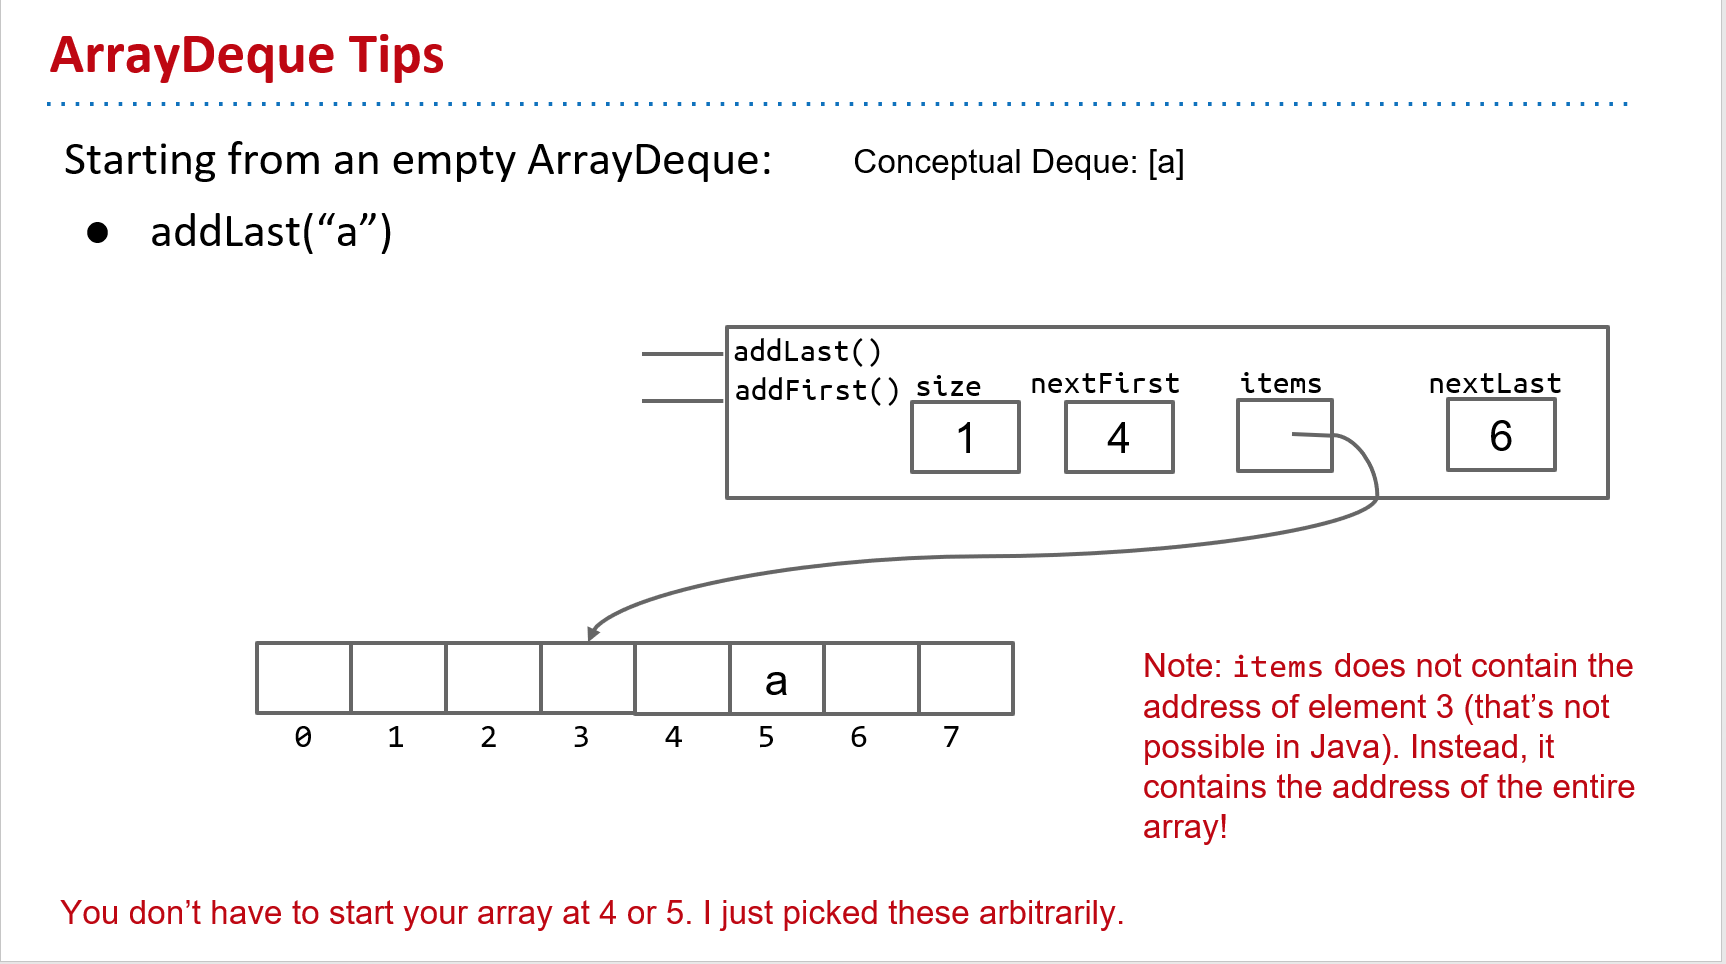 ArrayDeque Tips
Starting from an empty ArrayDeque:
Conceptual Deque: [a]
● addLast(“a”)
addLast()
addFirst()
size
nextFirst
items
nextLast
1
4
6
a
0 1 2 3 4 5 6 7
Note: items does not contain the
address of element 3 (that’s not
possible in Java). Instead, it
contains the address of the entire
array!
You don’t have to start your array at 4 or 5. I just picked these arbitrarily.